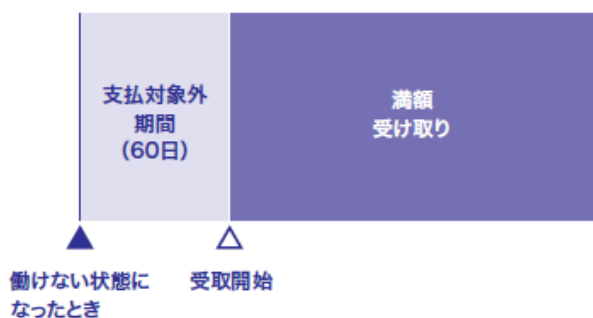 支払対象外
期間
(60日)
満額
受け取り
働けない状態に
なったとき
受取開始